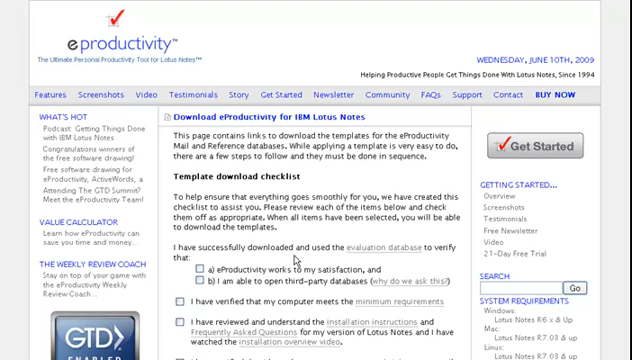 eproductivity™
The Ultimate Personal Productivity Tool for Lotus Notes™
WEDNESDAY, JUNE 10TH, 2009
Helping Productive People Get Things Done With Lotus Notes, Since 1994
Features Screenshots Video Testimonials Story Get Started Newsletter Community FAQs Support Contact BUY NOW
WHAT'S HOT
Podcast: Getting Things Done
with IBM Lotus Notes
Congratulations winners of
the free software drawing!
Free software drawing for
eProductivity, ActiveWords, a
Attending The GTD Summit?
Meet the eProductivity Team!
VALUE CALCULATOR
Learn how eProductivity can
save you time and money...
THE WEEKLY REVIEW COACH
Stay on top of your game with
the eProductivity Weekly
Review Coach.
GTD
ENABLED
Download eProductivity for IBM Lotus Notes
This page contains links to download the templates for the eProductivity
Mail and Reference databases. While applying a template is very easy to do,
there are a few steps to follow and they must be done in sequence.
Template download checklist
To help ensure that everything goes smoothly for you, we have created this
checklist to assist you. Please review each of the items below and check
them off as appropriate. When all items have been selected, you will be able
to download the templates.
I have successfully downloaded and used the evaluation database to verify
that:
a) eProductivity works to my satisfaction, and
b) I am able to open third-party databases (why do we ask this?)
I have verified that my computer meets the minimum requirements
I have reviewed and understand the installation instructions and
Frequently Asked Questions for my version of Lotus Notes and I have
watched the installation overview video.
Get Started
GETTING STARTED...
Overview
Screenshots
Testimonials
Free Newsletter
Video
21-Day Free Trial
SEARCH
Go
SYSTEM REQUIREMENTS
Windows:
Lotus Notes R6.x & Up
Mac:
Lotus Notes R7.03 & up
Linux: